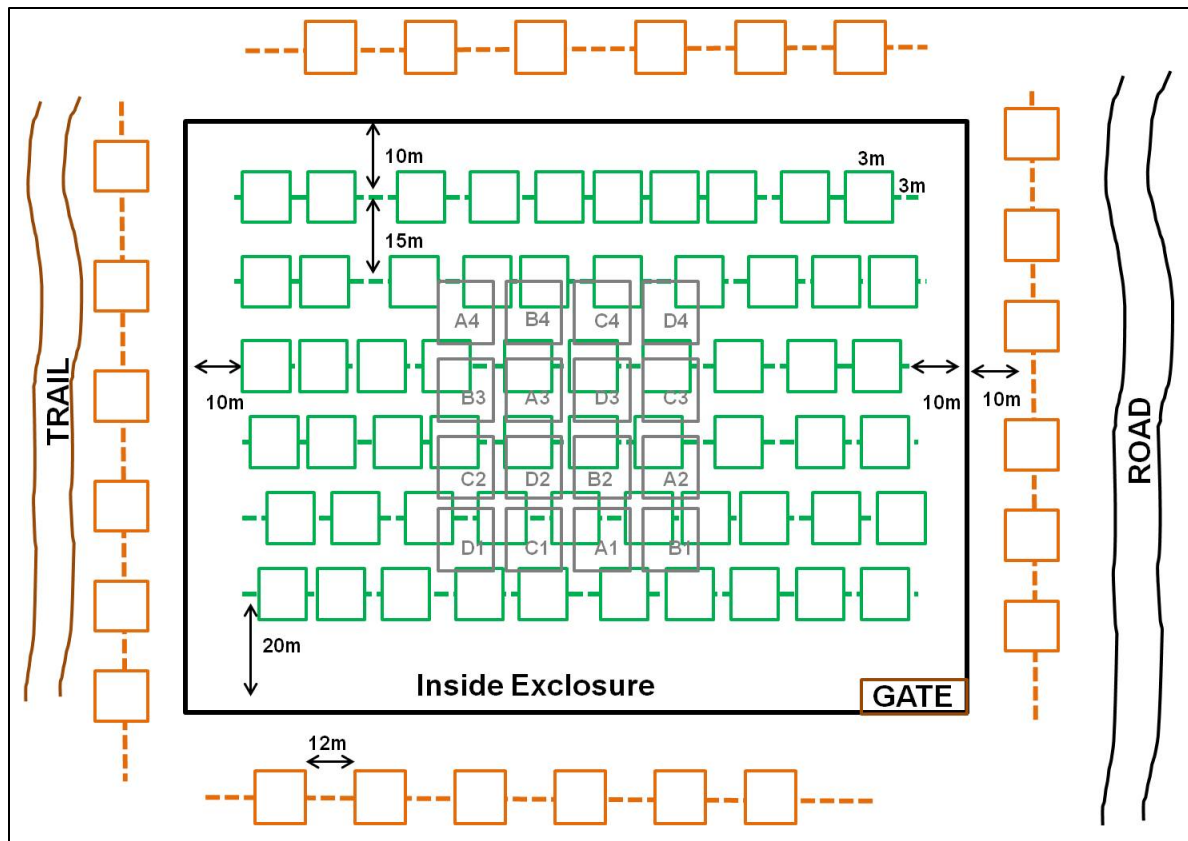 10m
3m
3m
15m
A4 B4 C4 D4
10m
10m
10m
B3 A3 D3 C3
TRAIL
ROAD
C2 D2 B2 A2
D1 C1 A1 B1
20m
Inside Exclosure
GATE
12m